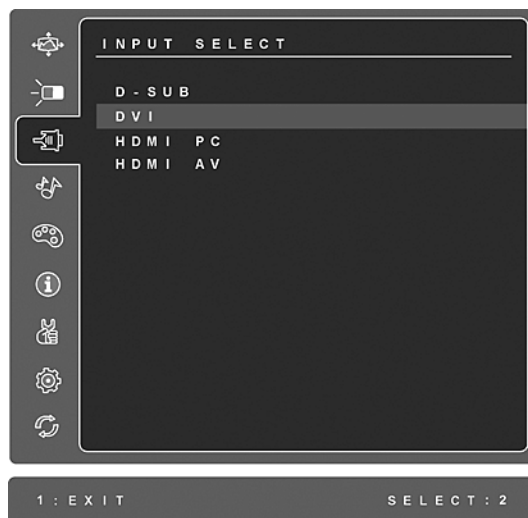 INPUT SELECT
D-SUB
DVI
HDMI PC
HDMI AV
1:EXIT SELECT:2